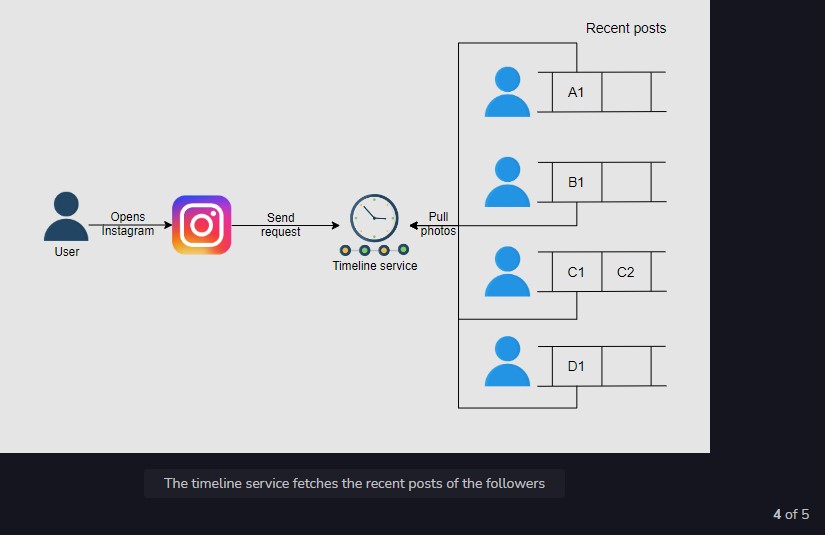 Recent posts
A1
B1
Opens
Instagram
Send
request
Pull
photos
User
Timeline service
C1 C2
D1
The timeline service fetches the recent posts of the followers
4 of 5